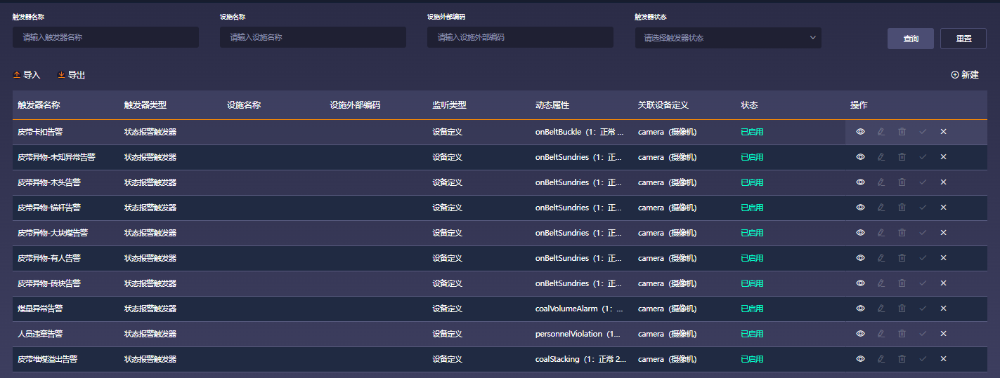 触发器名称 设施名称 设施外部编码 触发器状态
请输入触发器名称 请输入设施名称 请输入设施外部编码 请选择触发器状态 查询 重置
导入 导出 新建
触发器名称 触发器类型 设施名称 设施外部编码 监听类型 动态属性 关联设备定义 状态 操作
皮带卡扣告警 状态报警触发器 设备定义 onBeltBuckle（1：正常 ... camera（摄像机） 已启用
皮带异物-未知异常告警 状态报警触发器 设备定义 onBeltSundries（1：正... camera（摄像机） 已启用
皮带异物-木头告警 状态报警触发器 设备定义 onBeltSundries（1：正... camera（摄像机） 已启用
皮带异物-锚杆告警 状态报警触发器 设备定义 onBeltSundries（1：正... camera（摄像机） 已启用
皮带异物-大块煤告警 状态报警触发器 设备定义 onBeltSundries（1：正... camera（摄像机） 已启用
皮带异物-有人告警 状态报警触发器 设备定义 onBeltSundries（1：正... camera（摄像机） 已启用
皮带异物-砖块告警 状态报警触发器 设备定义 onBeltSundries（1：正... camera（摄像机） 已启用
煤量异常告警 状态报警触发器 设备定义 coalVolumeAlarm（1：... camera（摄像机） 已启用
人员违章告警 状态报警触发器 设备定义 personnelViolation（1... camera（摄像机） 已启用
皮带堆煤溢出告警 状态报警触发器 设备定义 coalStacking（1：正常 2... camera（摄像机） 已启用